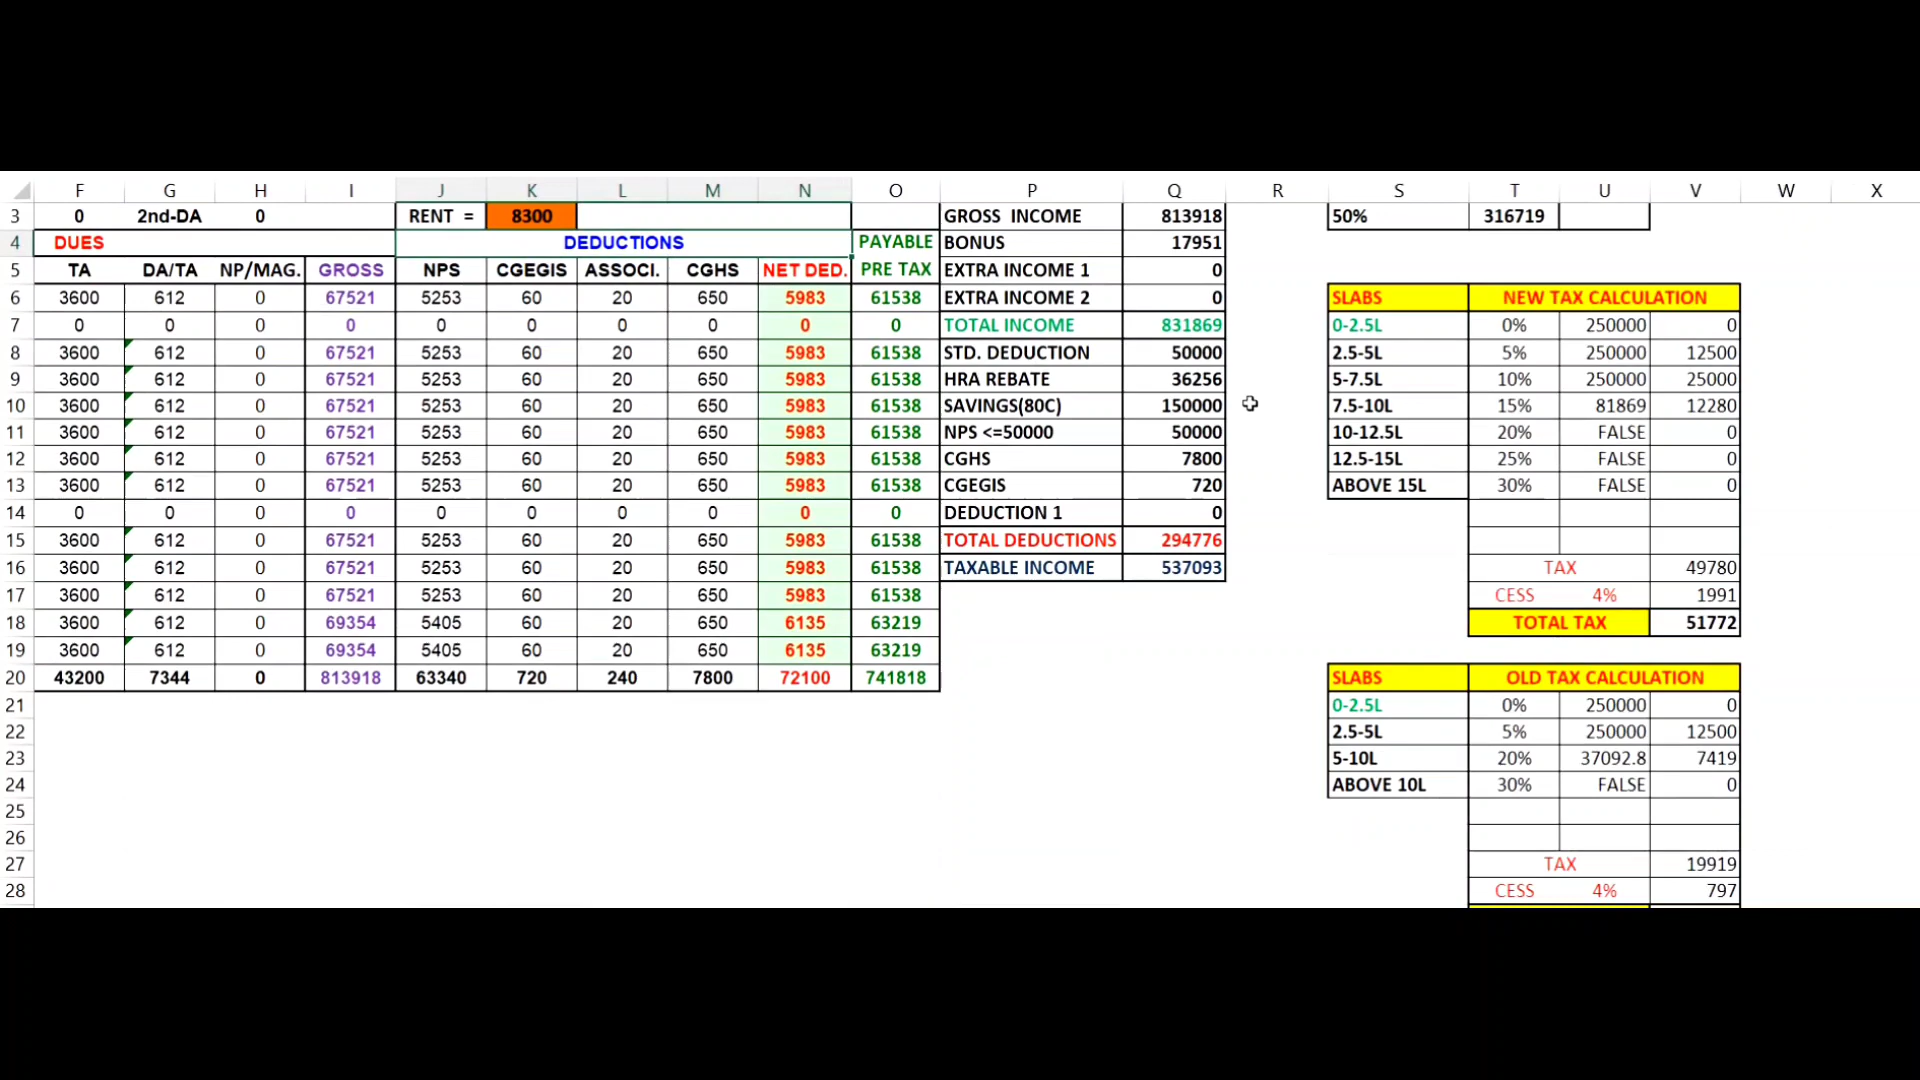 F G H I J K L M N O P Q R S T U V W X
3 0 2nd-DA 0 RENT = 8300 GROSS INCOME 813918 50% 316719
4 DUES DEDUCTIONS PAYABLE BONUS 17951
5 TA DA/TA NP/MAG. GROSS NPS CGEGIS ASSOCI. CGHS NET DED. PRE TAX EXTRA INCOME 1 0
6 3600 612 0 67521 5253 60 20 650 5983 61538 EXTRA INCOME 2 0 SLABS NEW TAX CALCULATION
7 0 0 0 0 0 0 0 0 0 0 TOTAL INCOME 831869 0-2.5L 0% 250000 0
8 3600 612 0 67521 5253 60 20 650 5983 61538 STD. DEDUCTION 50000 2.5-5L 5% 250000 12500
9 3600 612 0 67521 5253 60 20 650 5983 61538 HRA REBATE 36256 5-7.5L 10% 250000 25000
10 3600 612 0 67521 5253 60 20 650 5983 61538 SAVINGS(80C) 150000 7.5-10L 15% 81869 12280
11 3600 612 0 67521 5253 60 20 650 5983 61538 NPS <=50000 50000 10-12.5L 20% FALSE 0
12 3600 612 0 67521 5253 60 20 650 5983 61538 CGHS 7800 12.5-15L 25% FALSE 0
13 3600 612 0 67521 5253 60 20 650 5983 61538 CGEGIS 720 ABOVE 15L 30% FALSE 0
14 0 0 0 0 0 0 0 0 0 0 DEDUCTION 1 0
15 3600 612 0 67521 5253 60 20 650 5983 61538 TOTAL DEDUCTIONS 294776
16 3600 612 0 67521 5253 60 20 650 5983 61538 TAXABLE INCOME 537093 TAX 49780
17 3600 612 0 67521 5253 60 20 650 5983 61538 CESS 4% 1991
18 3600 612 0 69354 5405 60 20 650 6135 63219 TOTAL TAX 51772
19 3600 612 0 69354 5405 60 20 650 6135 63219
20 43200 7344 0 813918 63340 720 240 7800 72100 741818 SLABS OLD TAX CALCULATION
21 0-2.5L 0% 250000 0
22 2.5-5L 5% 250000 12500
23 5-10L 20% 37092.8 7419
24 ABOVE 10L 30% FALSE 0
25
26
27 TAX 19919
28 CESS 4% 797